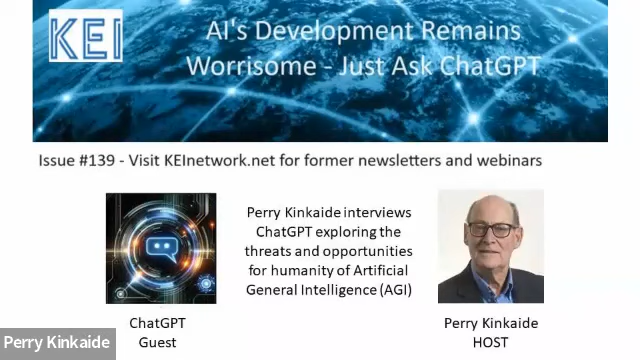 KEI
AI's Development Remains
Worrisome - Just Ask ChatGPT
Issue #139 - Visit KEInetwork.net for former newsletters and webinars
Perry Kinkaide interviews
ChatGPT exploring the
threats and opportunities
for humanity of Artificial
General Intelligence (AGI)
ChatGPT
Guest
Perry Kinkaide
HOST
Perry Kinkaide